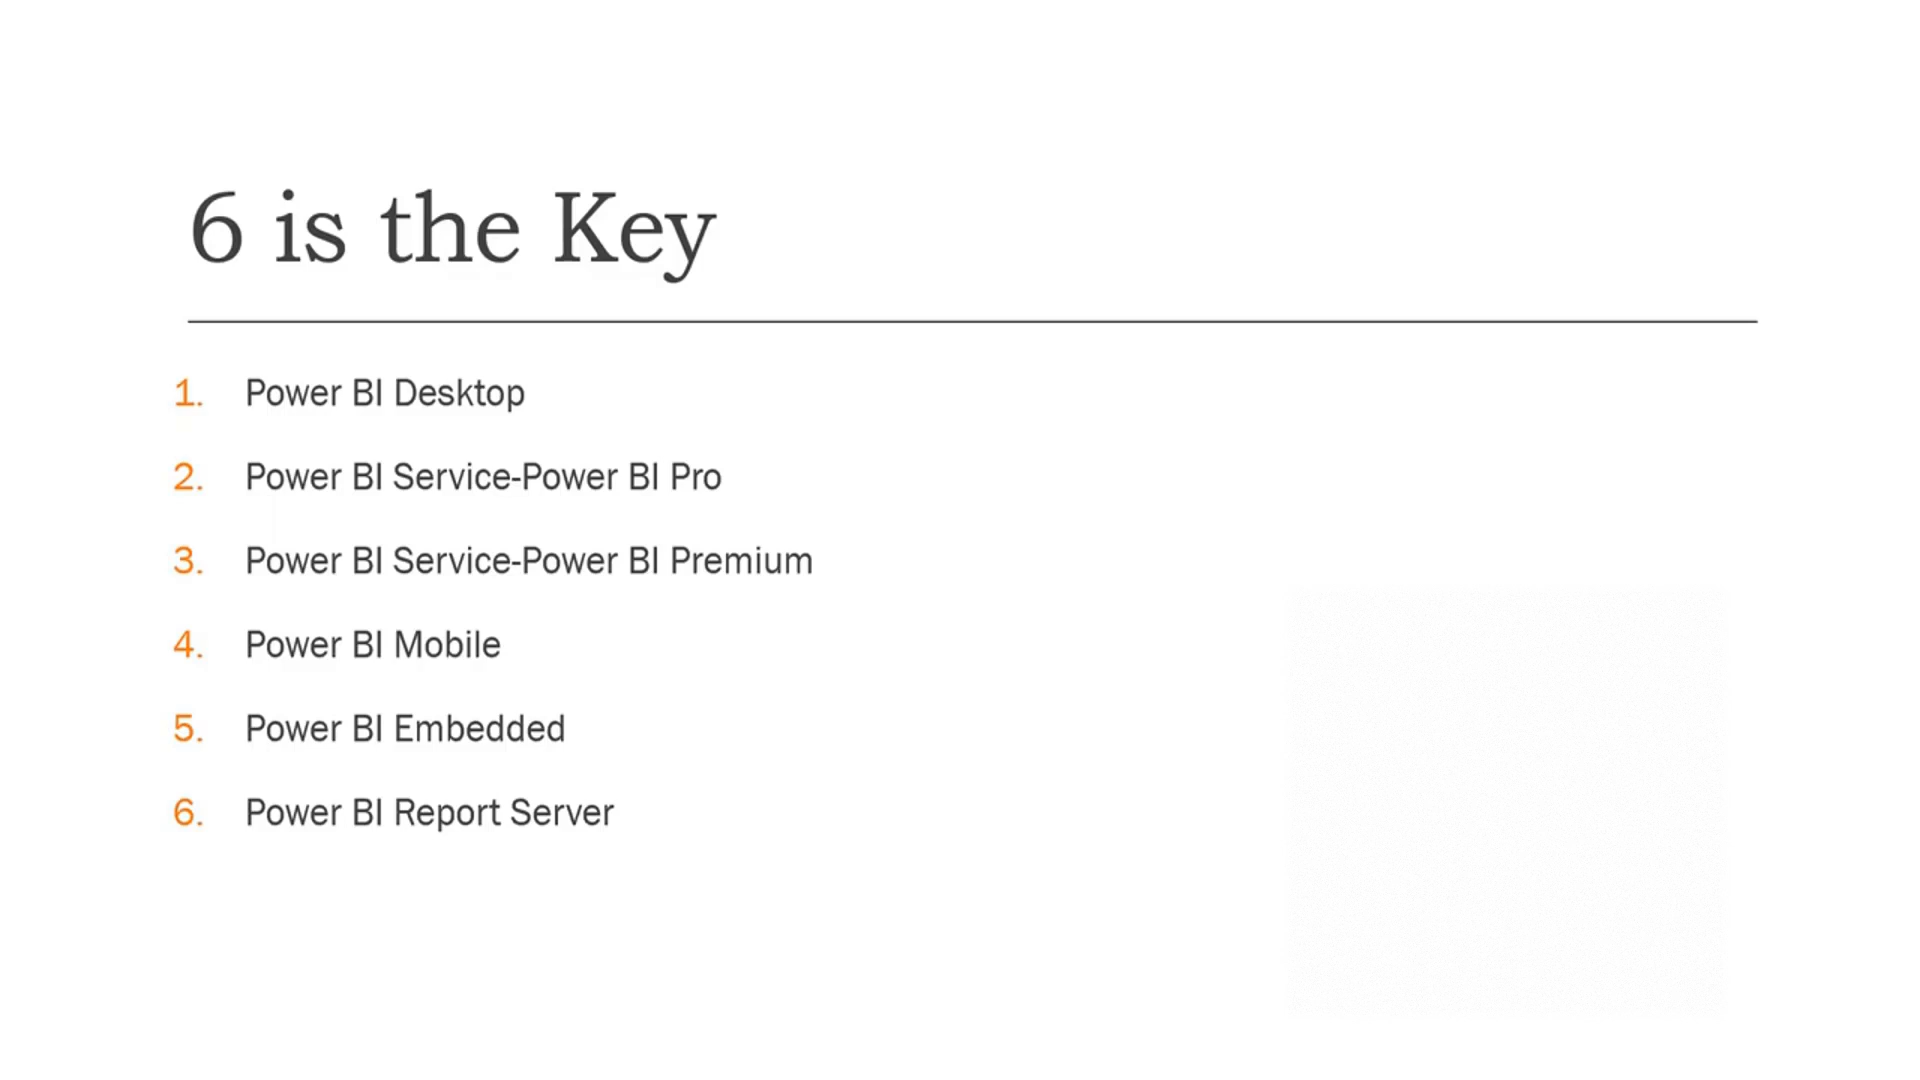 6 is the Key
1. Power BI Desktop
2. Power BI Service-Power BI Pro
3. Power BI Service-Power BI Premium
4. Power BI Mobile
5. Power BI Embedded
6. Power BI Report Server